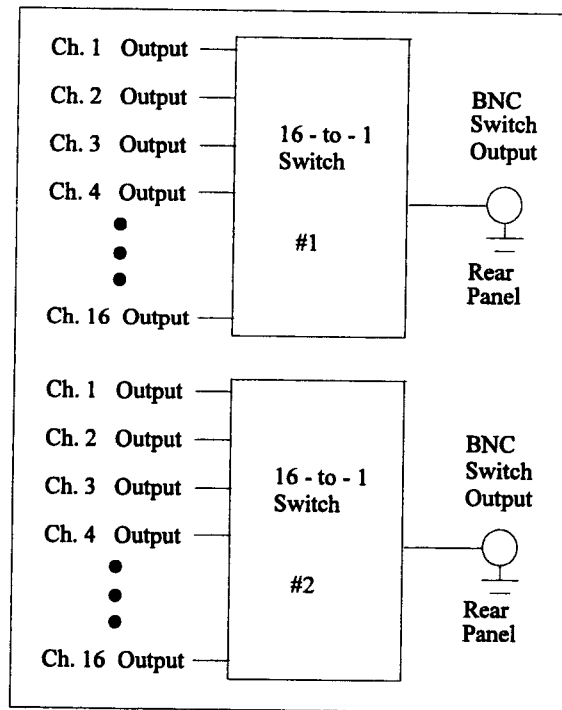 Ch. 1 Output
Ch. 2 Output
Ch. 3 Output
Ch. 4 Output
Ch. 16 Output
16 - to - 1
Switch
#1
BNC
Switch
Output
Rear
Panel
Ch. 1 Output
Ch. 2 Output
Ch. 3 Output
Ch. 4 Output
Ch. 16 Output
16 - to - 1
Switch
#2
BNC
Switch
Output
Rear
Panel